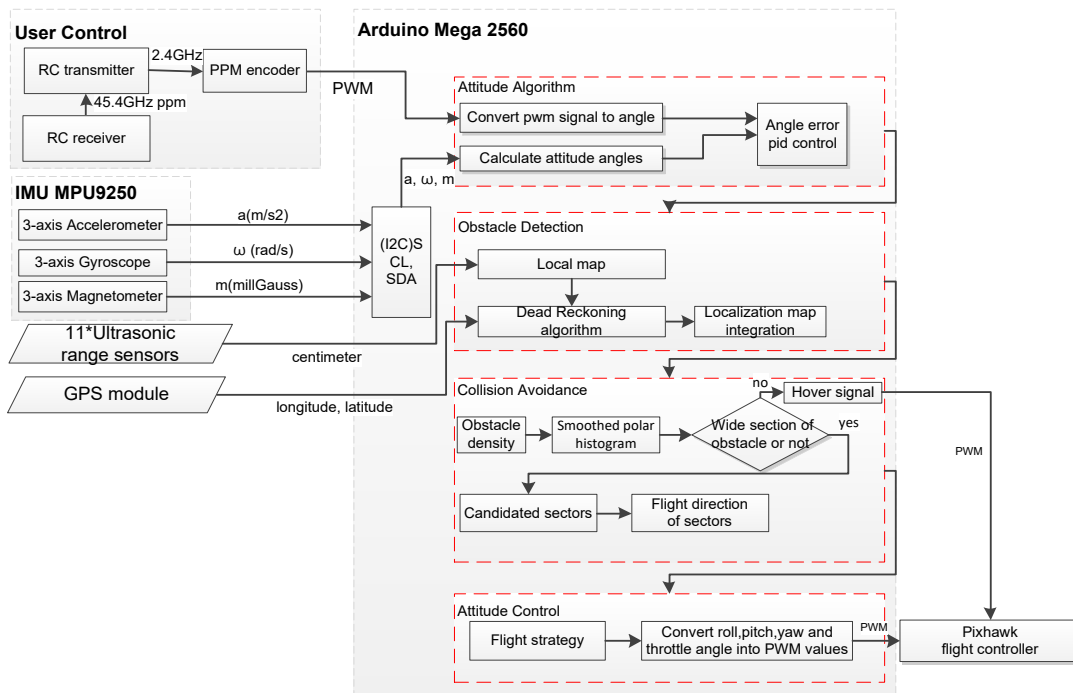 User Control
Arduino Mega 2560
RC transmitter
2.4GHz
PPM encoder
PWM
45.4GHz ppm
RC receiver
Attitude Algorithm
Convert pwm signal to angle
Angle error
pid control
Calculate attitude angles
a, ω, m
IMU MPU9250
3-axis Accelerometer
a(m/s2)
3-axis Gyroscope
ω (rad/s)
3-axis Magnetometer
m(millGauss)
(I2C)S
CL,
SDA
11*Ultrasonic
range sensors
centimeter
GPS module
longitude, latitude
Obstacle Detection
Local map
Dead Reckoning
algorithm
Localization map
integration
Collision Avoidance
no
Hover signal
Obstacle
density
Smoothed polar
histogram
Wide section of
obstacle or not
yes
PWM
Candidated sectors
Flight direction
of sectors
Attitude Control
Flight strategy
Convert roll,pitch,yaw and
throttle angle into PWM values
PWM
Pixhawk
flight controller